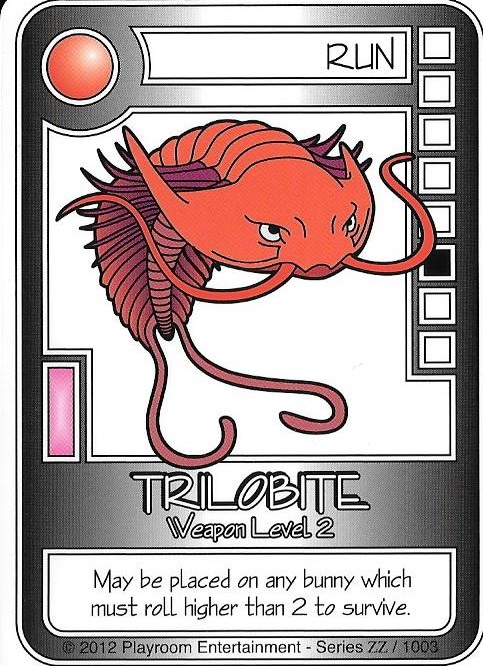 RUN
TRILOBITE
Weapon Level 2
May be placed on any bunny which
must roll higher than 2 to survive.
© 2012 Playroom Entertainment - Series ZZ / 1003